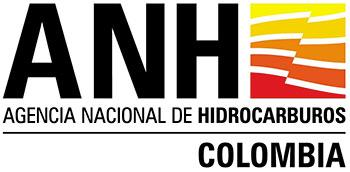 ANH
AGENCIA NACIONAL DE HIDROCARBUROS
COLOMBIA